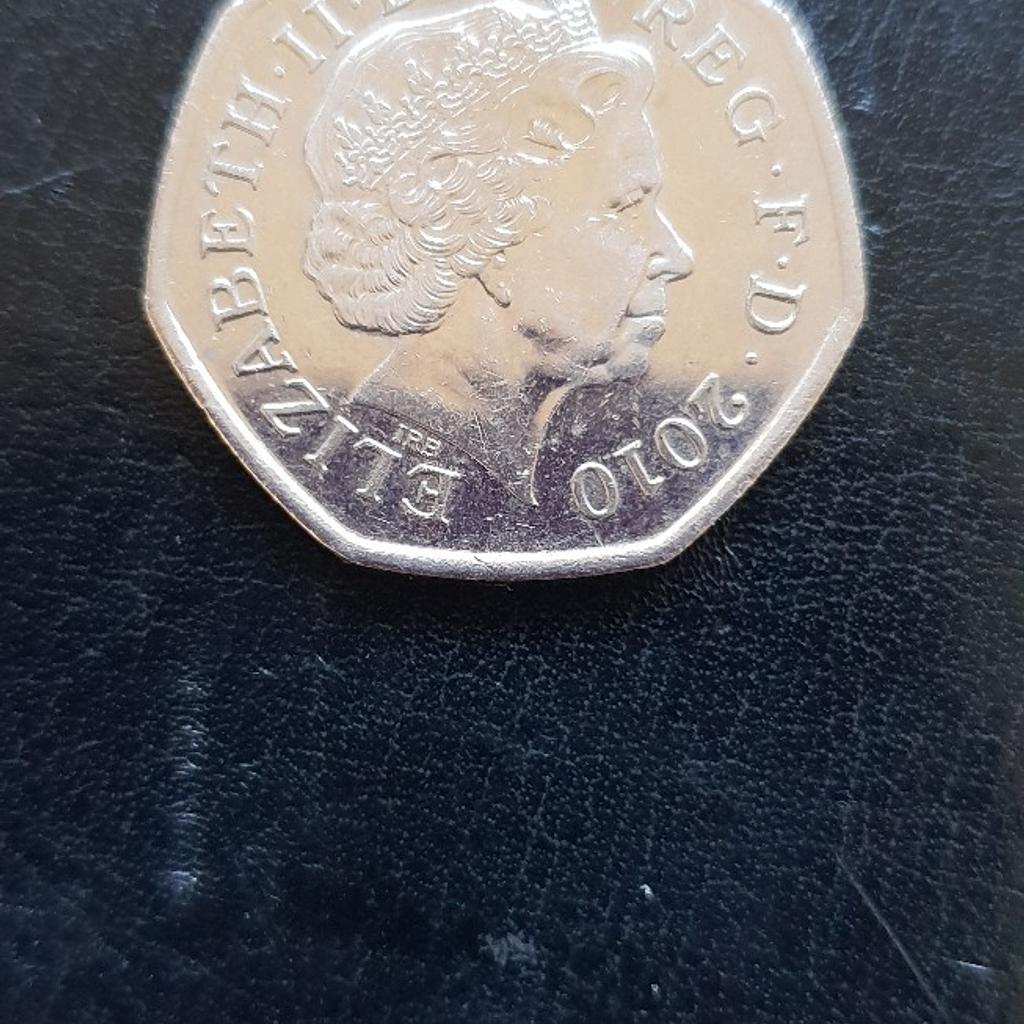 ELIZABETH · II · REG · F · D · 2010
IRB